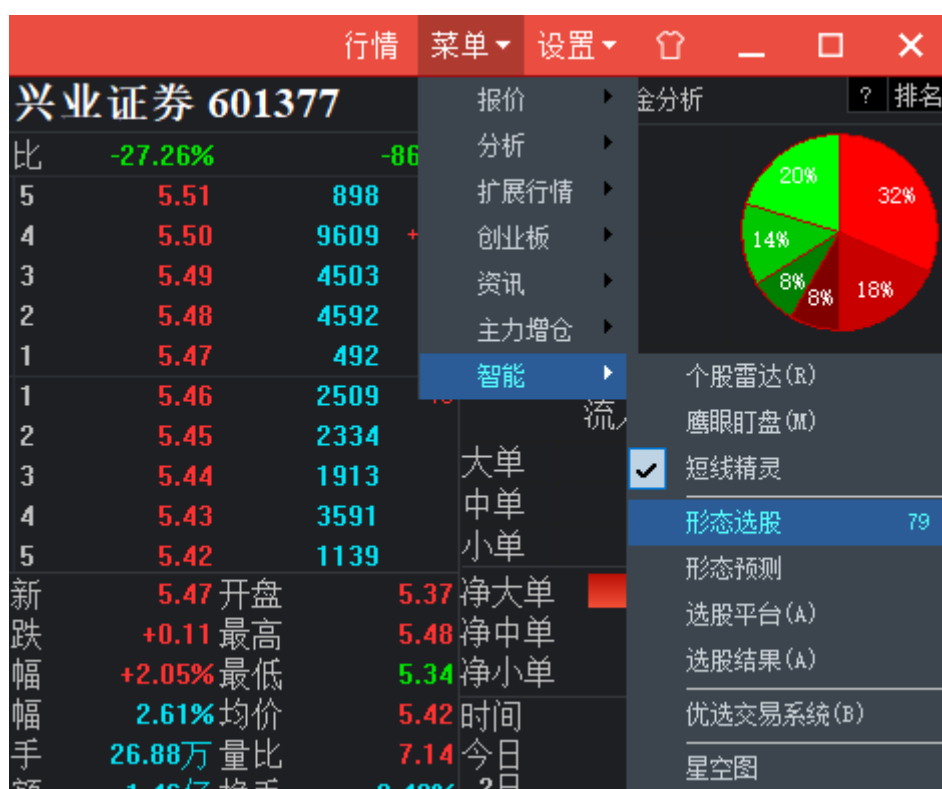 行情 菜单 设置
兴业证券 601377 报价 金分析 ? 排名
比 -27.26% -86 分析
20% 32% 14% 8% 8% 18%
5 5.51 898 扩展行情
4 5.50 9609 + 创业板
3 5.49 4503 资讯
2 5.48 4592 主力增仓
1 5.47 492 智能 个股雷达(R)
1 5.46 2509 流 鹰眼盯盘(M)
2 5.45 2334
3 5.44 1913 大单 短线精灵
4 5.43 3591 中单 形态选股 79
5 5.42 1139 小单 形态预测
新 5.47 开盘 5.37 净大单
跌 +0.11 最高 5.48 净中单 选股平台(A)
幅 +2.05% 最低 5.34 净小单 选股结果(A)
幅 2.61% 均价 5.42 时间 优选交易系统(B)
手 26.88万 量比 7.14 今日 星空图
2日